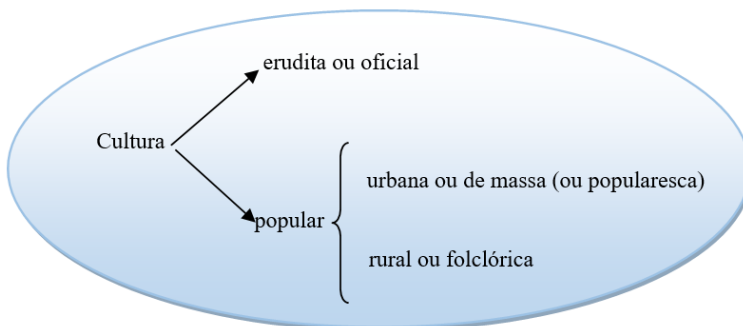 erudita ou oficial
Cultura
urbana ou de massa (ou popularesca)
popular
rural ou folclórica